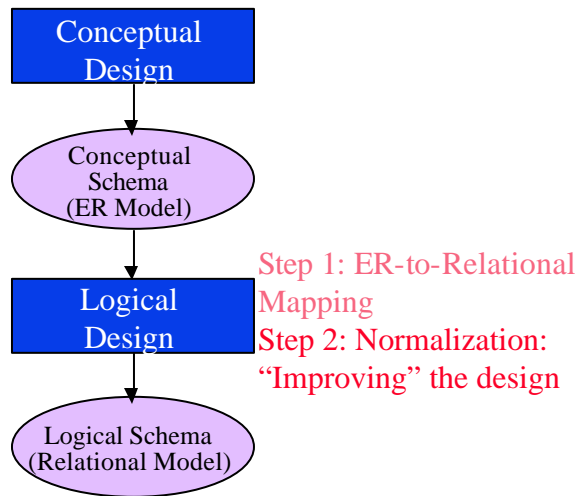 Conceptual
Design
Conceptual
Schema
(ER Model)
Step 1: ER-to-Relational
Mapping
Logical
Design
Step 2: Normalization:
“Improving” the design
Logical Schema
(Relational Model)